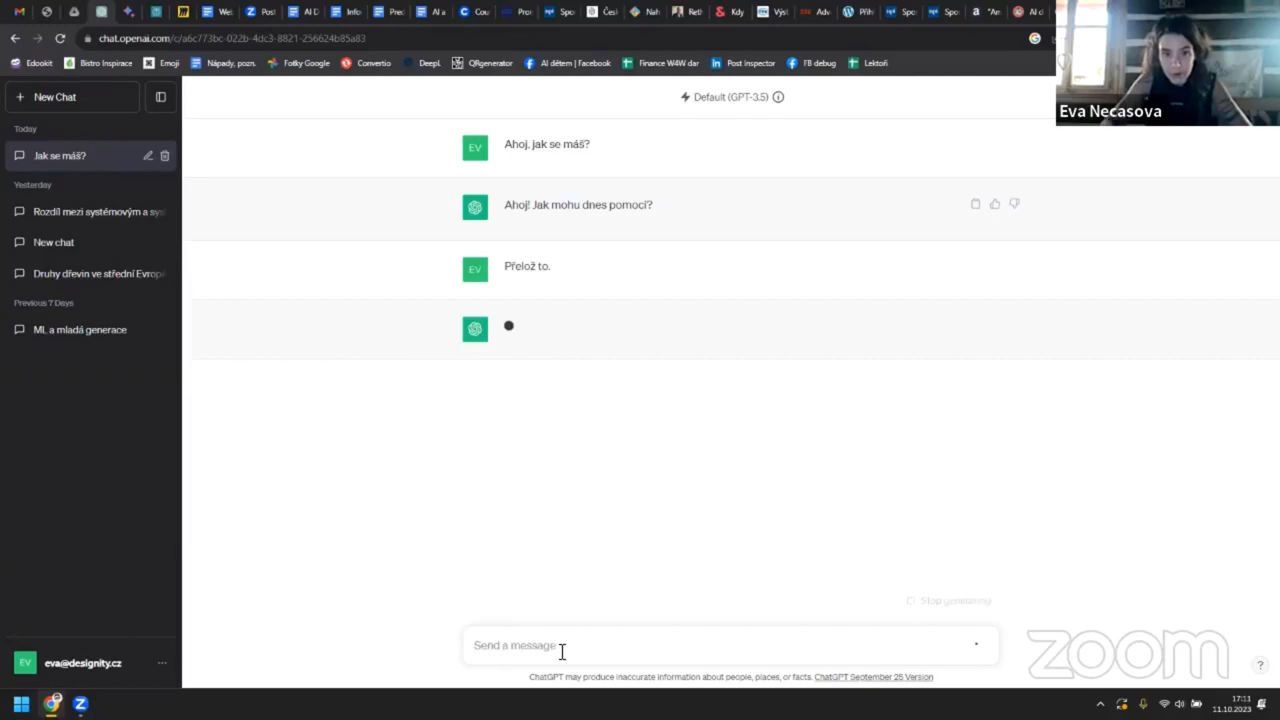 chat.openai.com/c/a6c773bc-022b-4dc3-8821-256624b85a83
Edookit
Bistro Inspirace
Emoji
Nápady, pozn.
Fotky Google
Convertio
DeepL
QRgenerator
AI dětem | Facebook
Finance W4W dar
Post Inspector
FB debug
Lektoři
Eva Necasova
New Chat
Default (GPT-3.5)
Today
Jak se máš?
Yesterday
Rozdíl mezi systémovým a sys
New chat
Druhy dřevin ve střední Evrop
Previous 7 Days
ML a mladá generace
EV
Ahoj, jak se máš?
Ahoj! Jak mohu dnes pomoci?
EV
Přelož to.
Stop generating
Send a message
ChatGPT may produce inaccurate information about people, places, or facts. ChatGPT September 25 Version
zoom
?
EV
eva@designity.cz
17:11
11.10.2023